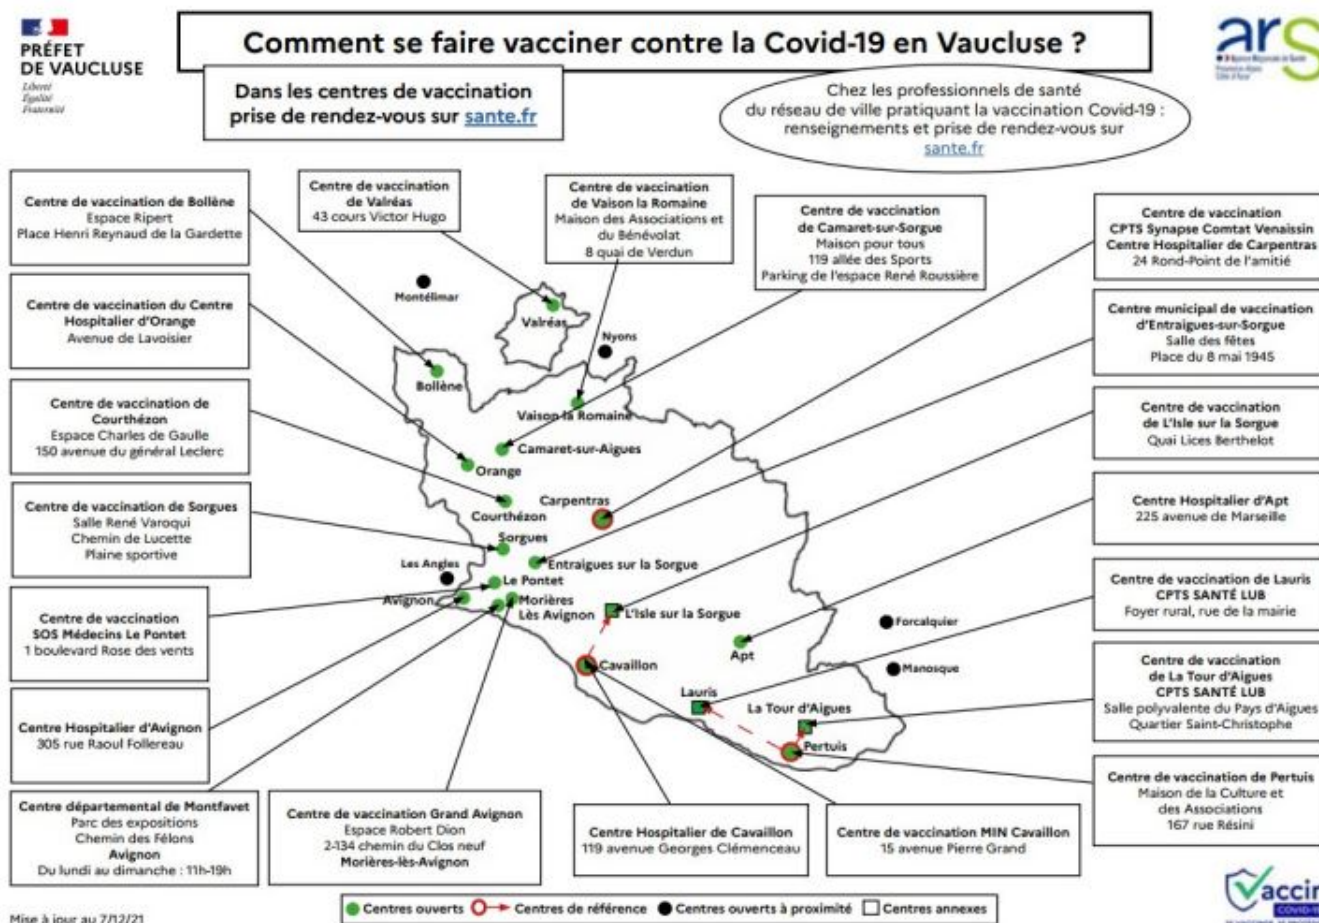 PRÉFET
DE VAUCLUSE
Liberté
Égalité
Fraternité
Comment se faire vacciner contre la Covid-19 en Vaucluse ?
ars
Dans les centres de vaccination
prise de rendez-vous sur sante.fr
Chez les professionnels de santé
du réseau de ville pratiquant la vaccination Covid-19 :
renseignements et prise de rendez-vous sur
sante.fr
Centre de vaccination de Bollène
Espace Ripert
Place Henri Reynaud de la Gardette
Centre de vaccination
de Valréas
43 cours Victor Hugo
Centre de vaccination
de Vaison la Romaine
Maison des Associations et
du Bénévolat
8 quai de Verdun
Centre de vaccination
de Camaret-sur-Sorgue
Maison pour tous
119 allée des Sports
Parking de l'espace René Roussière
Centre de vaccination
CPTS Synapse Comtat Venaissin
Centre Hospitalier de Carpentras
24 Rond-Point de l'amitié
Centre de vaccination du Centre
Hospitalier d'Orange
Avenue de Lavoisier
Centre municipal de vaccination
d'Entraigues-sur-Sorgue
Salle des fêtes
Place du 8 mai 1945
Centre de vaccination de
Courthézon
Espace Charles de Gaulle
150 avenue du général Leclerc
Centre de vaccination
de L'Isle sur la Sorgue
Quai Lices Berthelot
Centre de vaccination de Sorgues
Salle René Varoqui
Chemin de Lucette
Plaine sportive
Centre Hospitalier d'Apt
225 avenue de Marseille
Centre de vaccination
SOS Médecins Le Pontet
1 boulevard Rose des vents
Centre de vaccination de Lauris
CPTS SANTÉ LUB
Foyer rural, rue de la mairie
Centre Hospitalier d'Avignon
305 rue Raoul Follereau
Centre de vaccination
de La Tour d'Aigues
CPTS SANTÉ LUB
Salle polyvalente du Pays d'Aigues
Quartier Saint-Christophe
Centre départemental de Montfavet
Parc des expositions
Chemin des Félons
Avignon
Du lundi au dimanche : 11h-19h
Centre de vaccination Grand Avignon
Espace Robert Dion
2-134 chemin du Clos neuf
Morières-lès-Avignon
Centre Hospitalier de Cavaillon
119 avenue Georges Clémenceau
Centre de vaccination MIN Cavaillon
15 avenue Pierre Grand
Centre de vaccination de Pertuis
Maison de la Culture et
des Associations
167 rue Résini
Montélimar
Valréas
Nyons
Bollène
Vaison la Romaine
Camaret-sur-Aigues
Orange
Carpentras
Courthézon
Sorgues
Entraigues sur la Sorgue
Les Angles
Le Pontet
Avignon
Morières
Lès Avignon
L'Isle sur la Sorgue
Forcalquier
Apt
Cavaillon
Manosque
Lauris
La Tour d'Aigues
Pertuis
Centres ouverts
Centres de référence
Centres ouverts à proximité
Centres annexes
Mise à jour au 7/12/21
Vaccin
COVID-1